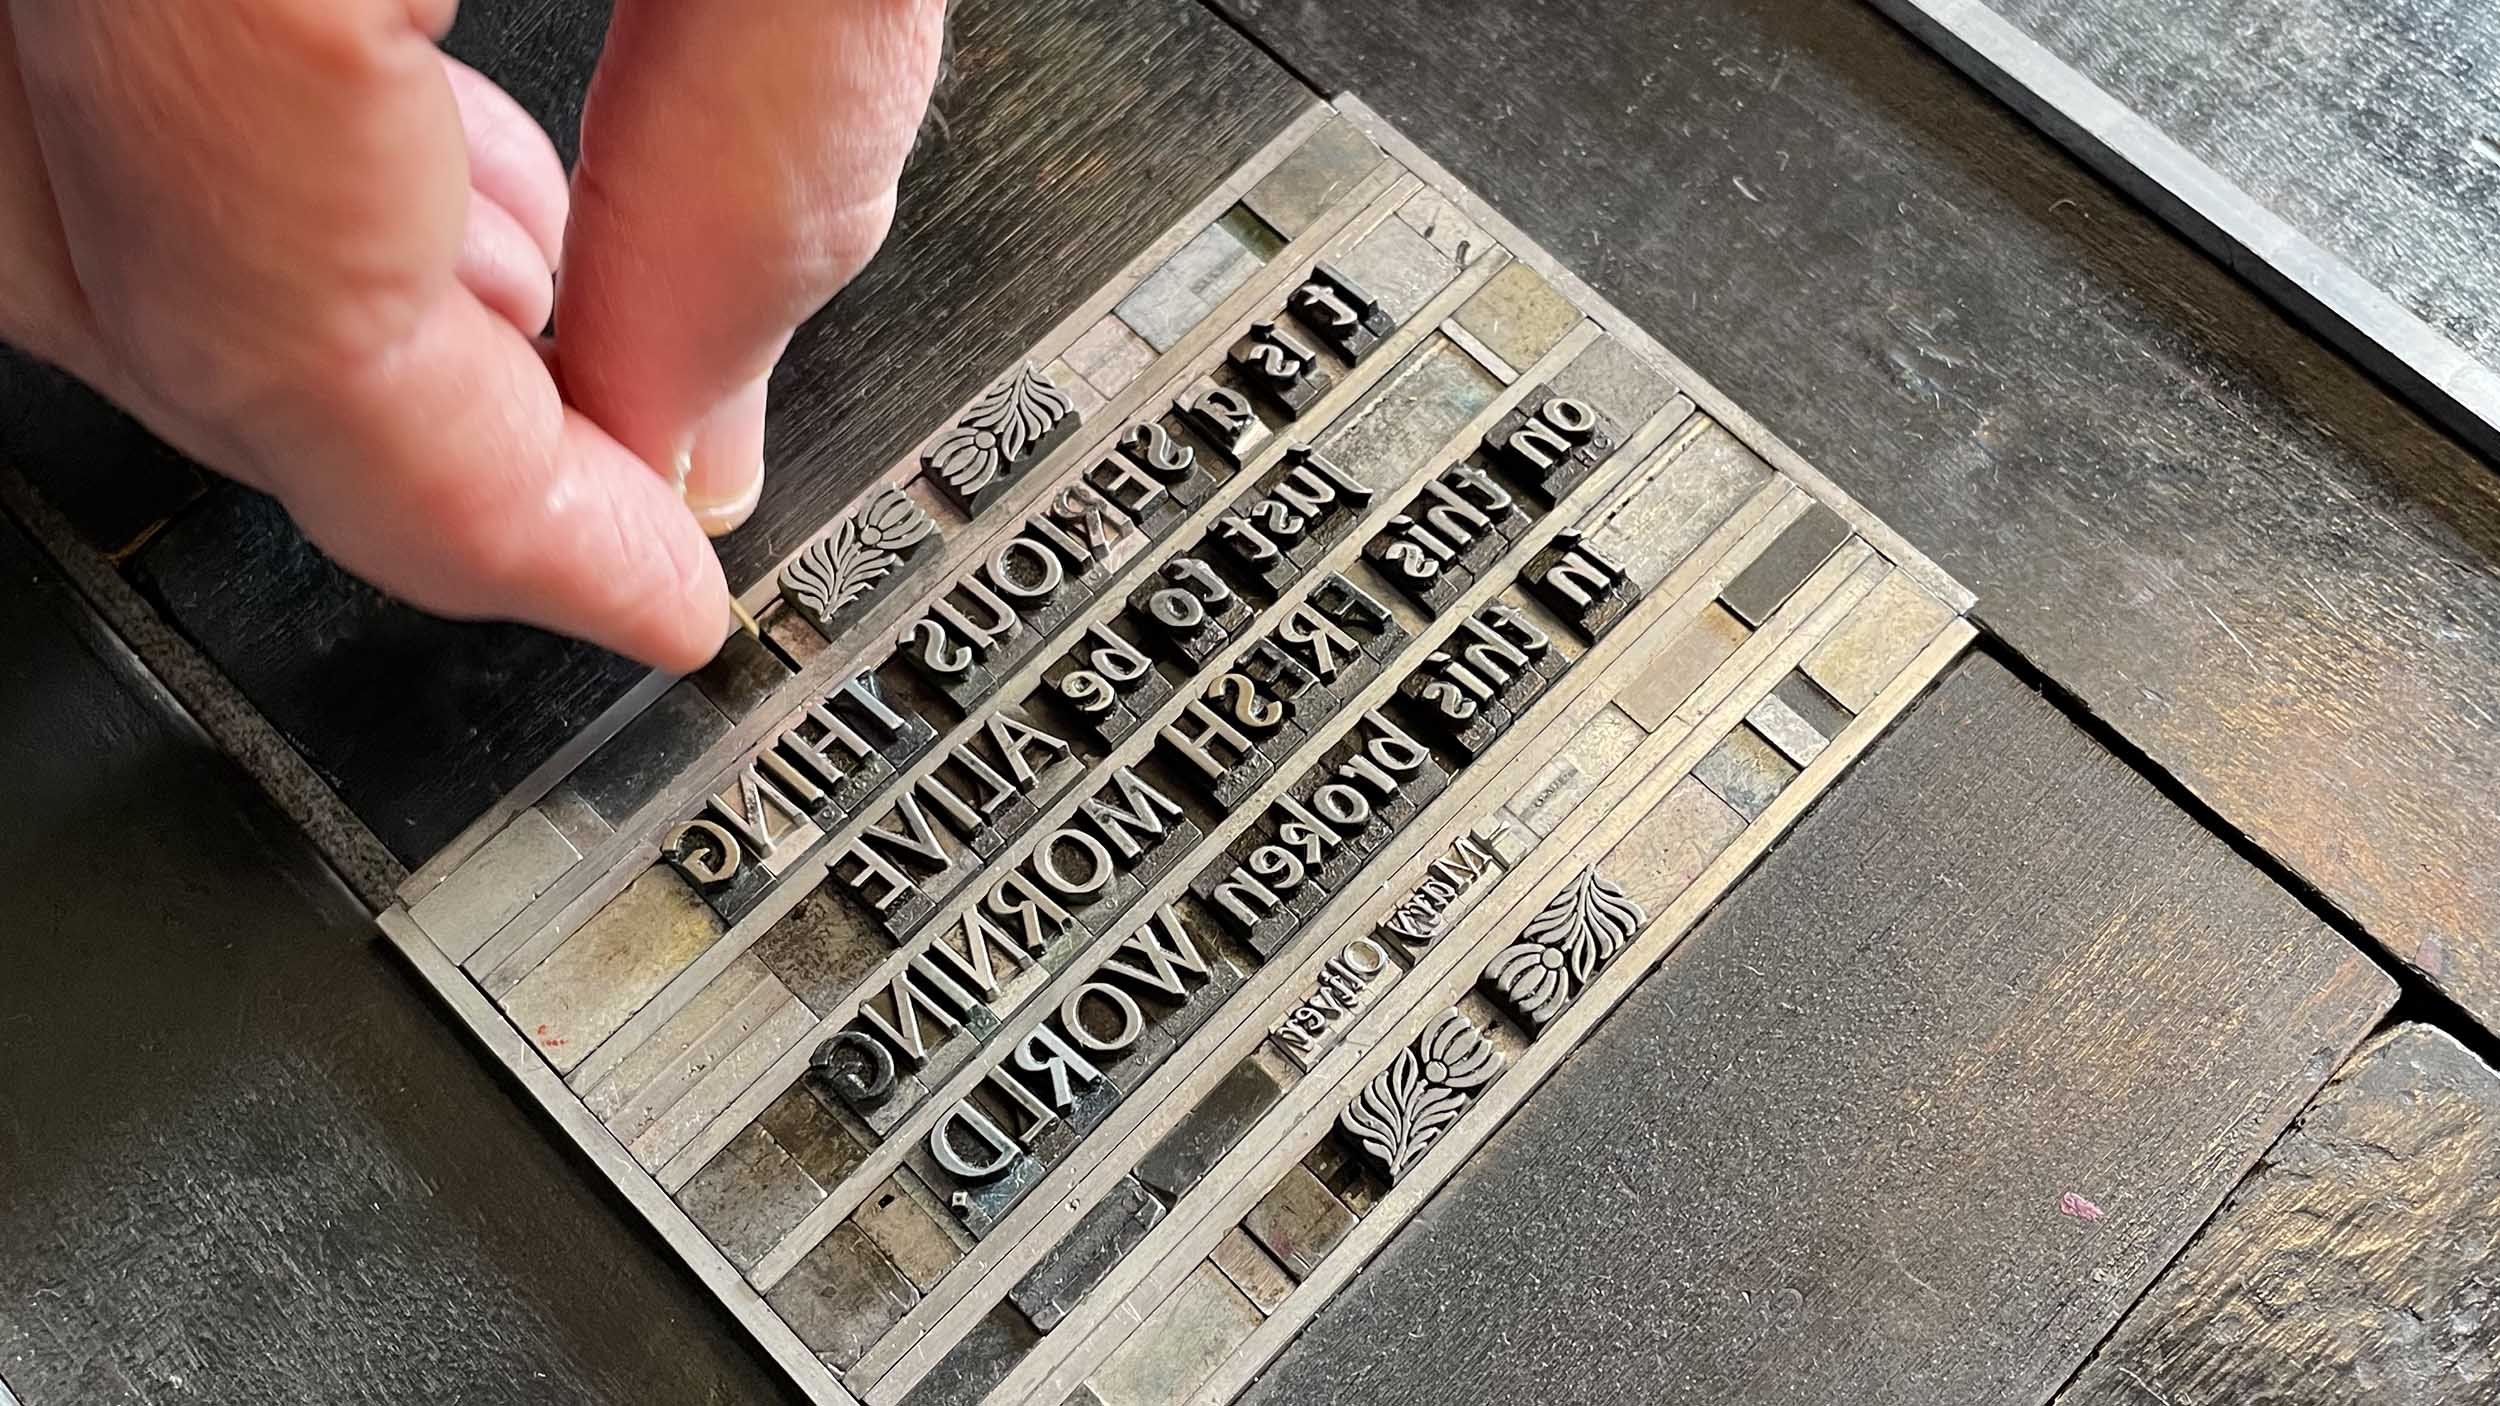 It is a SERIOUS THING
just to be ALIVE
on this FRESH MORNING
in this broken WORLD.
– Mary Oliver